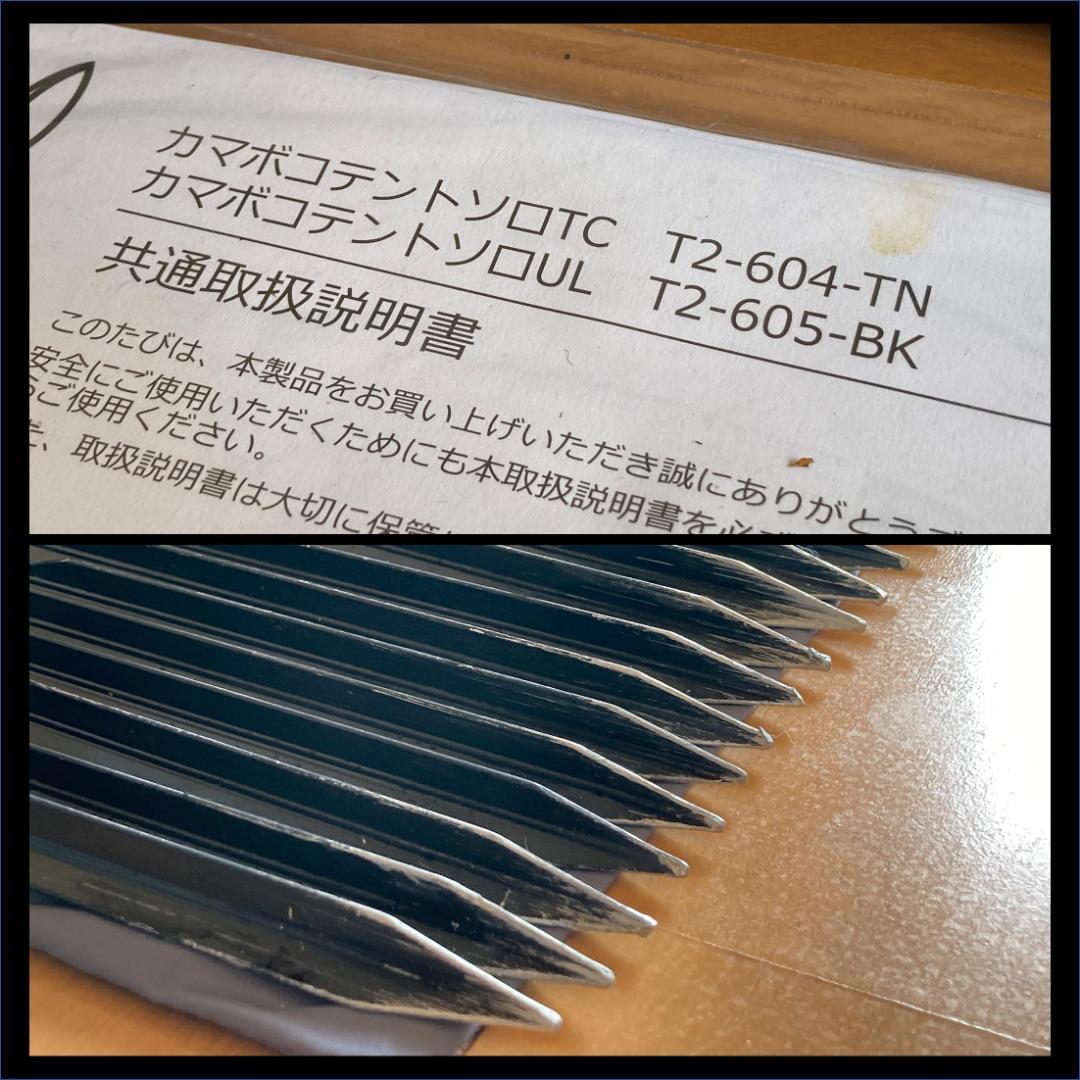 カマボコテントソロTC T2-604-TN
カマボコテントソロUL T2-605-BK
共通取扱説明書
このたびは、本製品をお買い上げいただき誠にありがとうご
安全にご使用いただくためにも本取扱説明書を必ず
ご使用ください。
、取扱説明書は大切に保管